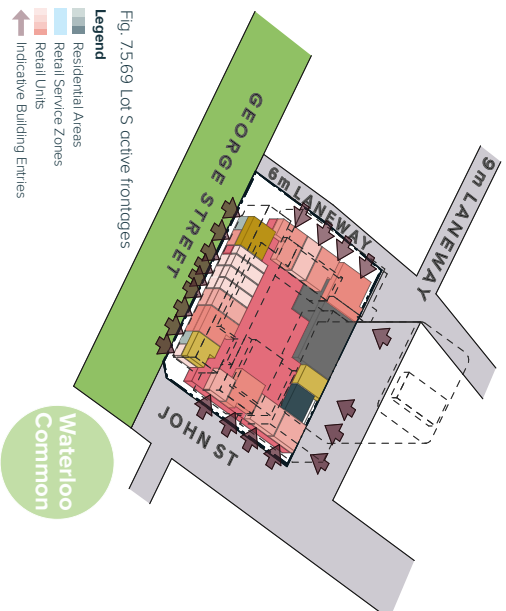 Fig. 7.5.69 Lot S active frontages
Legend
Residential Areas
Retail Service Zones
Retail Units
Indicative Building Entries
GEORGE STREET
6m LANEWAY
9m LANEWAY
JOHN ST
Waterloo
Common